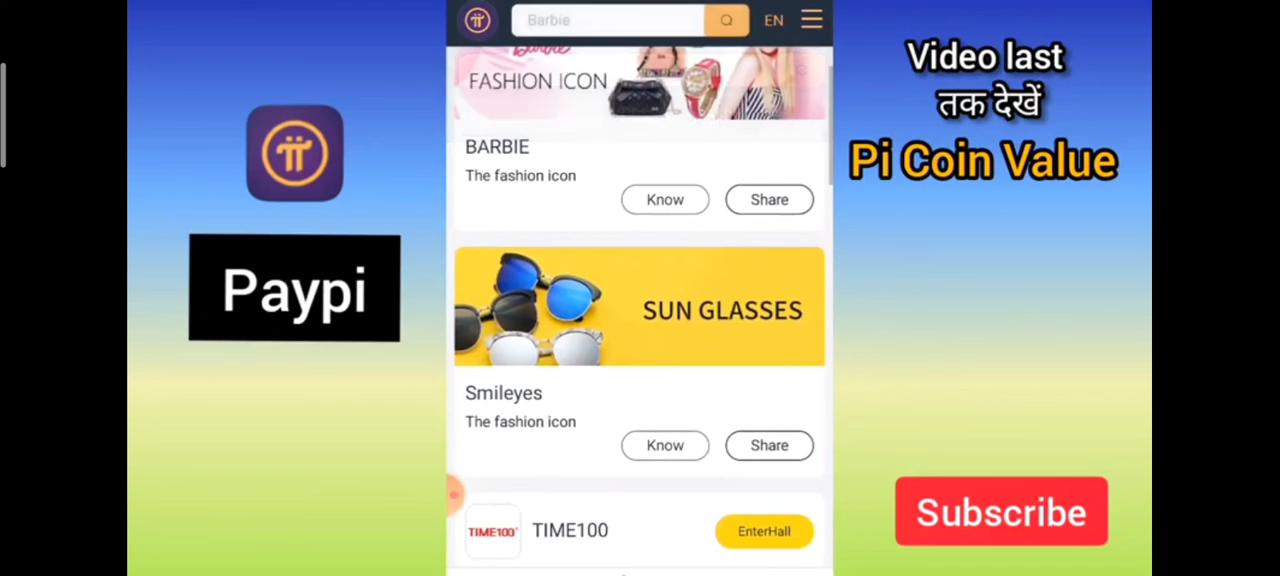 Barbie
EN
Barbie
FASHION ICON
BARBIE
The fashion icon
Know
Share
SUN GLASSES
Smileyes
The fashion icon
Know
Share
TIME100
TIME100
EnterHall
Paypi
Video last
तक देखें
Pi Coin Value
Subscribe